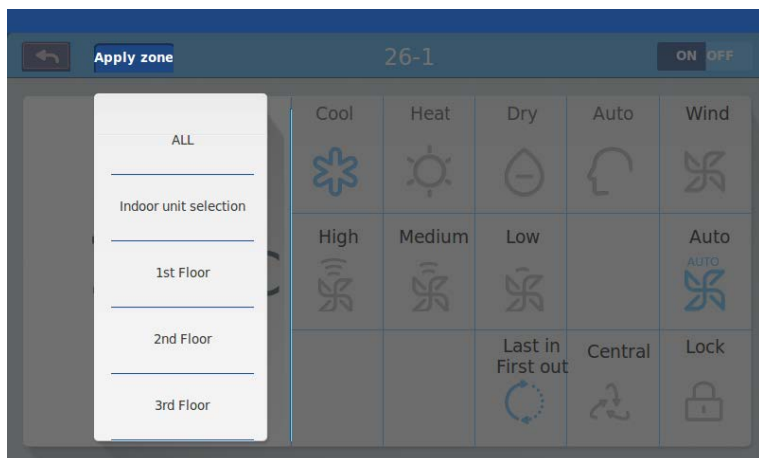 Apply zone 26-1 ON OFF
ALL
Indoor unit selection
1st Floor
2nd Floor
3rd Floor
C
Cool Heat Dry Auto Wind
High Medium Low Auto
AUTO
Last in
First out
Central
Lock